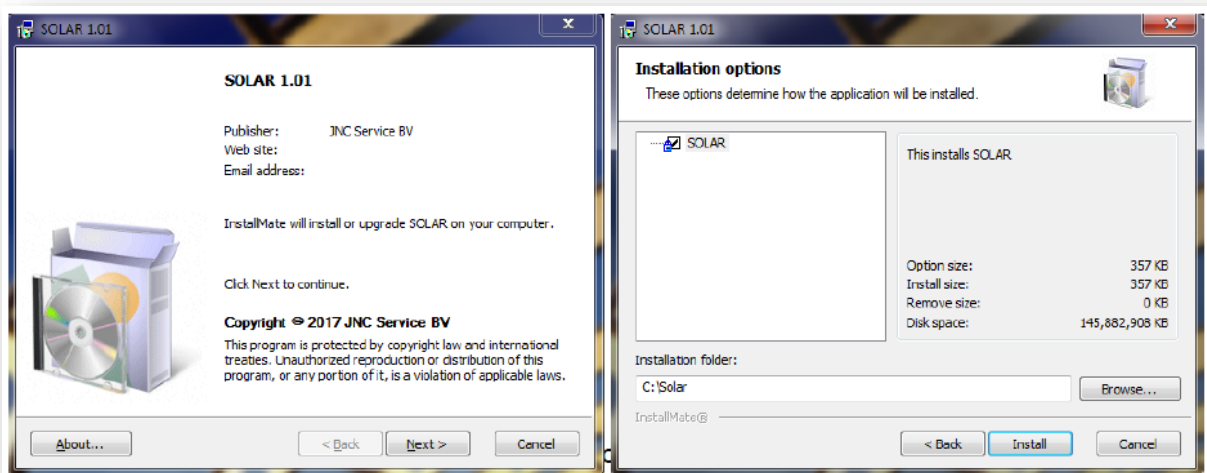 SOLAR 1.01
SOLAR 1.01
Publisher: JNC Service BV
Web site:
Email address:
InstallMate will install or upgrade SOLAR on your computer.
Click Next to continue.
Copyright © 2017 JNC Service BV
This program is protected by copyright law and international
treaties. Unauthorized reproduction or distribution of this
program, or any portion of it, is a violation of applicable laws.
About...
< Back
Next >
Cancel
SOLAR 1.01
Installation options
These options determine how the application will be installed.
SOLAR
This installs SOLAR
Option size: 357 KB
Install size: 357 KB
Remove size: 0 KB
Disk space: 145,882,908 KB
Installation folder:
C:\Solar
Browse...
InstallMate®
< Back
Install
Cancel